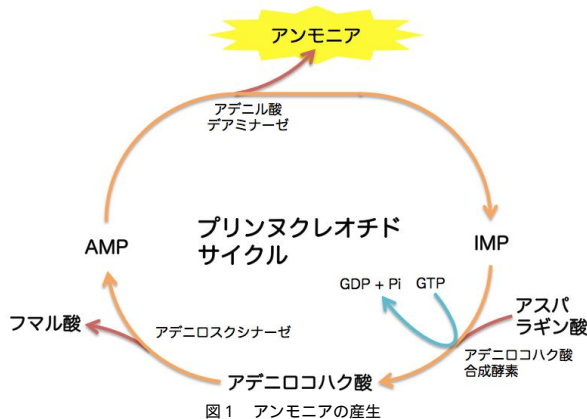 アンモニア
アデニル酸
デアミナーゼ
プリンヌクレオチド
サイクル
AMP
IMP
GDP + Pi
GTP
アスパ
ラギン酸
フマル酸
アデニロスクシナーゼ
アデニロコハク酸
合成酵素
アデニロコハク酸
図1 アンモニアの産生